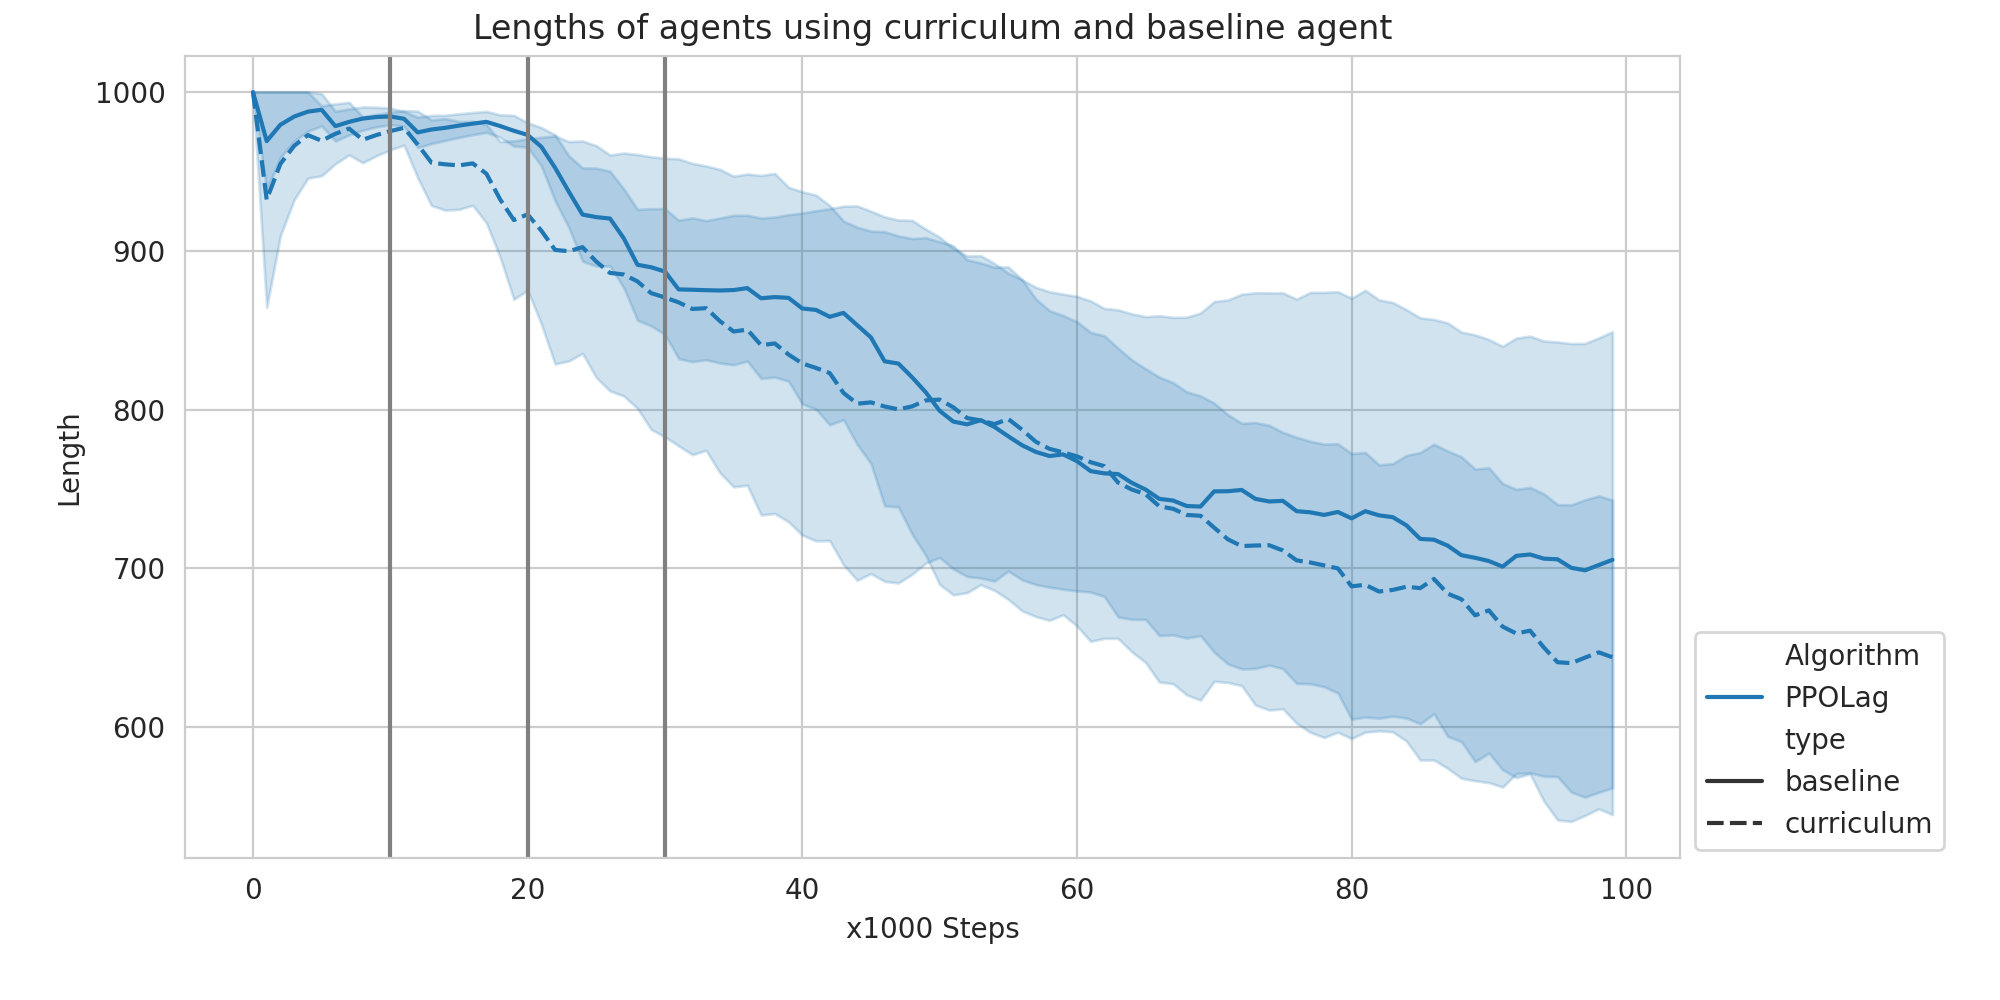 Lengths of agents using curriculum and baseline agent
1000
900
800
700
600
Length
0 20 40 60 80 100
x1000 Steps
Algorithm
PPOLag
type
baseline
curriculum